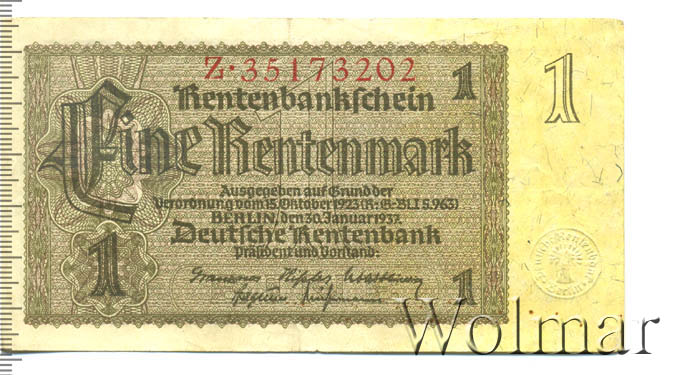 Z·35173202
1
1
Rentenbankschein
Eine Rentenmark
Ausgegeben auf Grund der
Verordnung vom 15. Oktober 1923 (R·G·Bl I S. 963)
BERLIN, den 30. Januar 1937
Deutsche Rentenbank
Präsident und Vorstand:
1
1
Wolmar